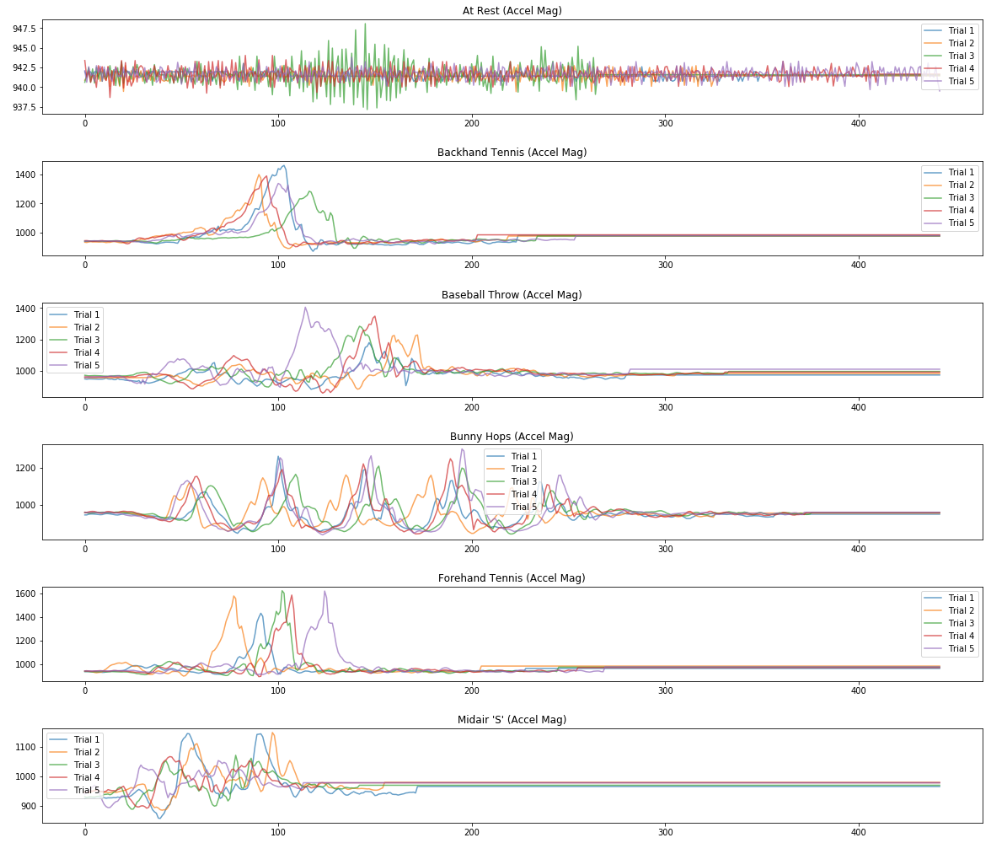 At Rest (Accel Mag)
947.5
945.0
942.5
940.0
937.5
Trial 1
Trial 2
Trial 3
Trial 4
Trial 5
0 100 200 300 400
Backhand Tennis (Accel Mag)
1400
1200
1000
Trial 1
Trial 2
Trial 3
Trial 4
Trial 5
0 100 200 300 400
Baseball Throw (Accel Mag)
1400
1200
1000
Trial 1
Trial 2
Trial 3
Trial 4
Trial 5
0 100 200 300 400
Bunny Hops (Accel Mag)
1200
1000
Trial 1
Trial 2
Trial 3
Trial 4
Trial 5
0 100 200 300 400
Forehand Tennis (Accel Mag)
1600
1400
1200
1000
Trial 1
Trial 2
Trial 3
Trial 4
Trial 5
0 100 200 300 400
Midair 'S' (Accel Mag)
1100
1000
900
Trial 1
Trial 2
Trial 3
Trial 4
Trial 5
0 100 200 300 400